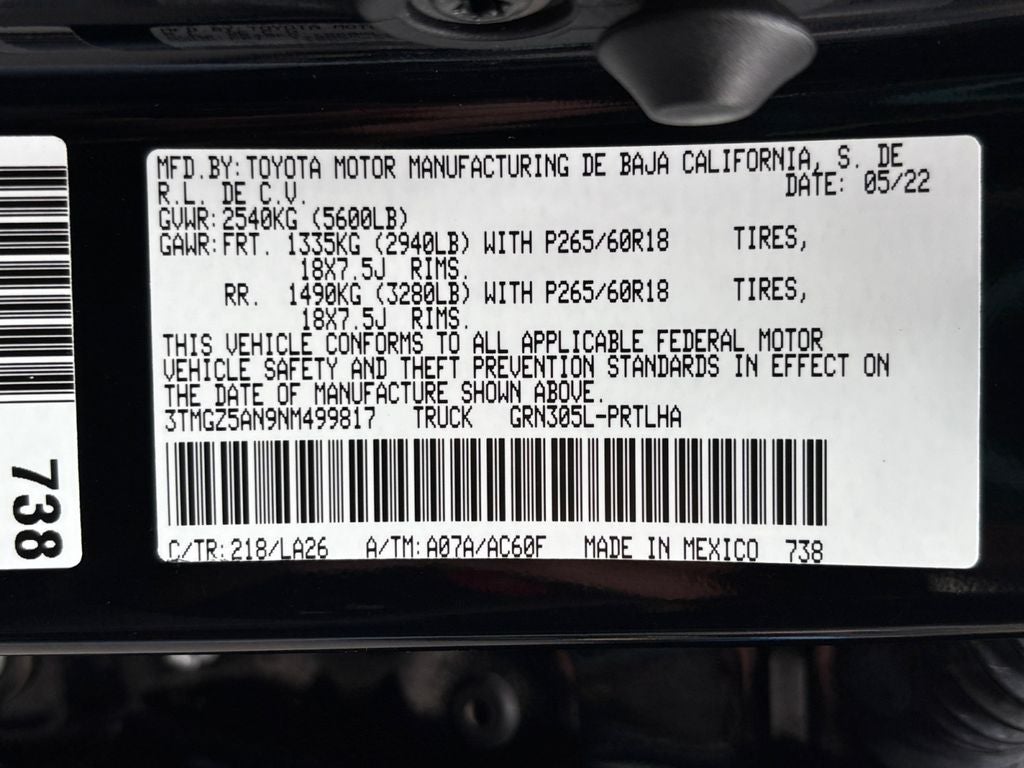 MFD.BY:TOYOTA MOTOR MANUFACTURING DE BAJA CALIFORNIA, S. DE
R.L. DE C.V. DATE: 05/22
GVWR:2540KG (5600LB)
GAWR:FRT. 1335KG (2940LB) WITH P265/60R18 TIRES,
18X7.5J RIMS.
RR. 1490KG (3280LB) WITH P265/60R18 TIRES,
18X7.5J RIMS.
THIS VEHICLE CONFORMS TO ALL APPLICABLE FEDERAL MOTOR
VEHICLE SAFETY AND THEFT PREVENTION STANDARDS IN EFFECT ON
THE DATE OF MANUFACTURE SHOWN ABOVE.
3TMGZ5AN9NM499817 TRUCK GRN305L-PRTLHA
C/TR:218/LA26 A/TM:A07A/AC60F MADE IN MEXICO 738
738